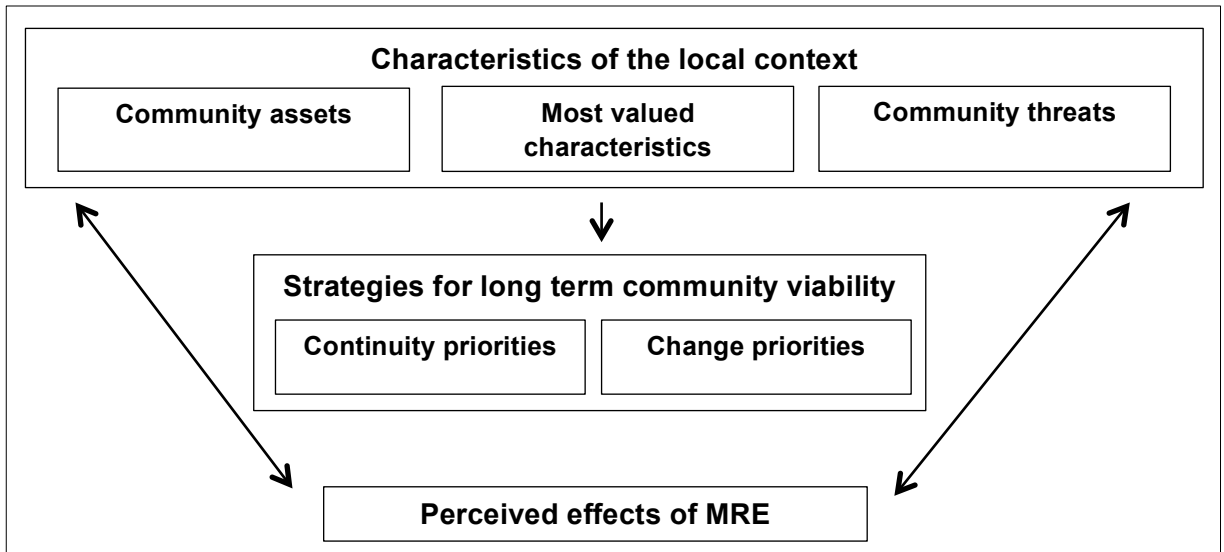 Characteristics of the local context
Community assets
Most valued
characteristics
Community threats
Strategies for long term community viability
Continuity priorities
Change priorities
Perceived effects of MRE